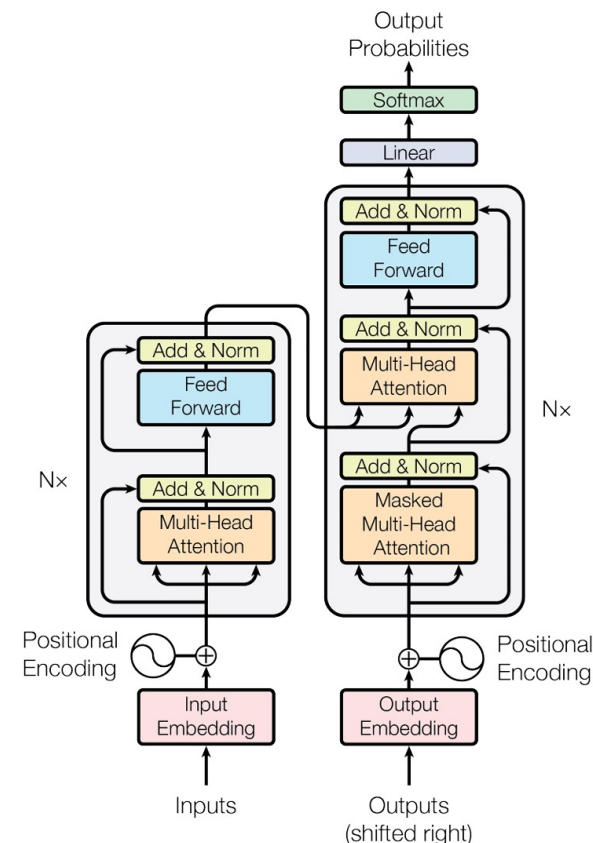 Output
Probabilities
Softmax
Linear
Add & Norm
Feed
Forward
Add & Norm
Multi-Head
Attention
Add & Norm
Masked
Multi-Head
Attention
N×
Add & Norm
Feed
Forward
Add & Norm
Multi-Head
Attention
N×
Positional
Encoding
Positional
Encoding
Input
Embedding
Output
Embedding
Inputs
Outputs
(shifted right)